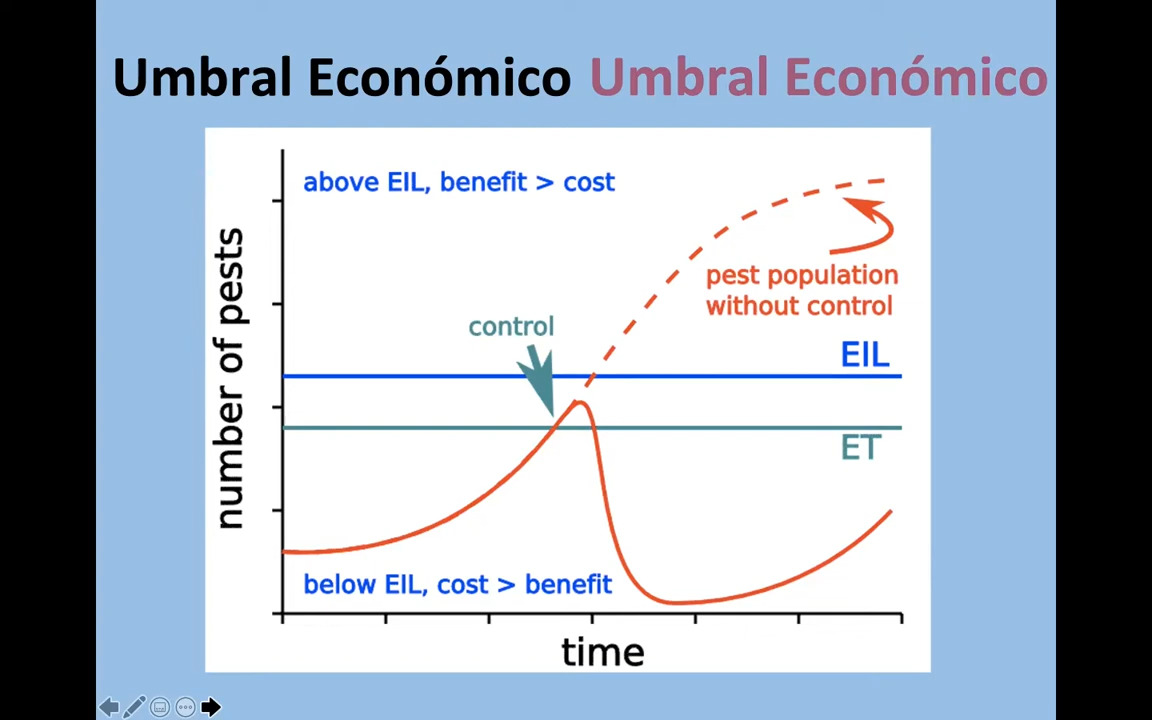 Umbral Económico Umbral Económico
above EIL, benefit > cost
pest population
without control
control
EIL
ET
number of pests
below EIL, cost > benefit
time